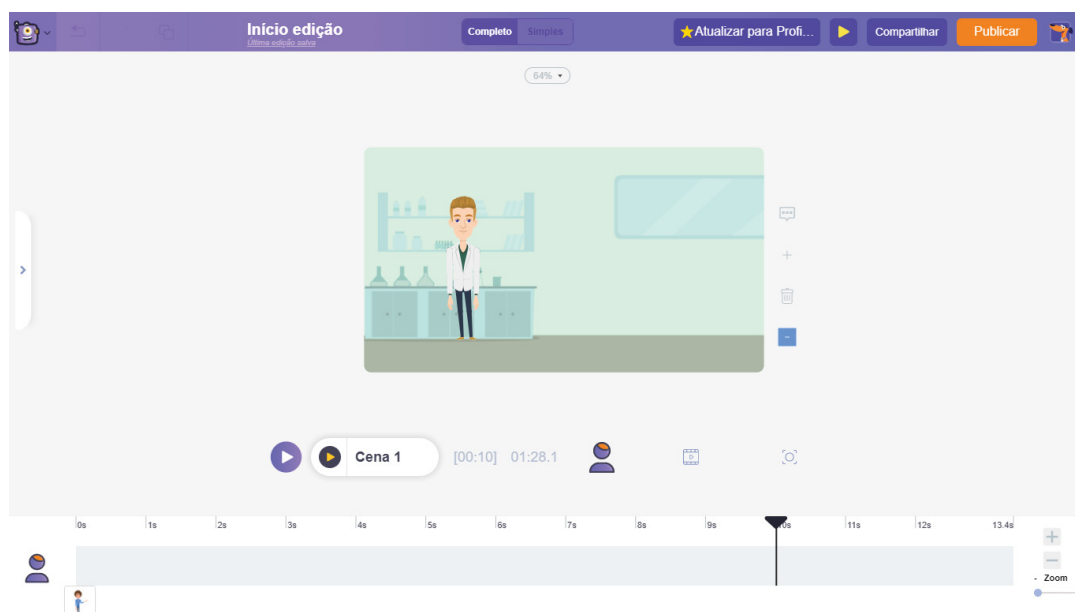 Início edição
Última edição salva
Completo
Simples
Atualizar para Profi...
Compartilhar
Publicar
64%
Cena 1
[00:10] 01:28.1
0s 1s 2s 3s 4s 5s 6s 7s 8s 9s 10s 11s 12s 13.4s
- Zoom